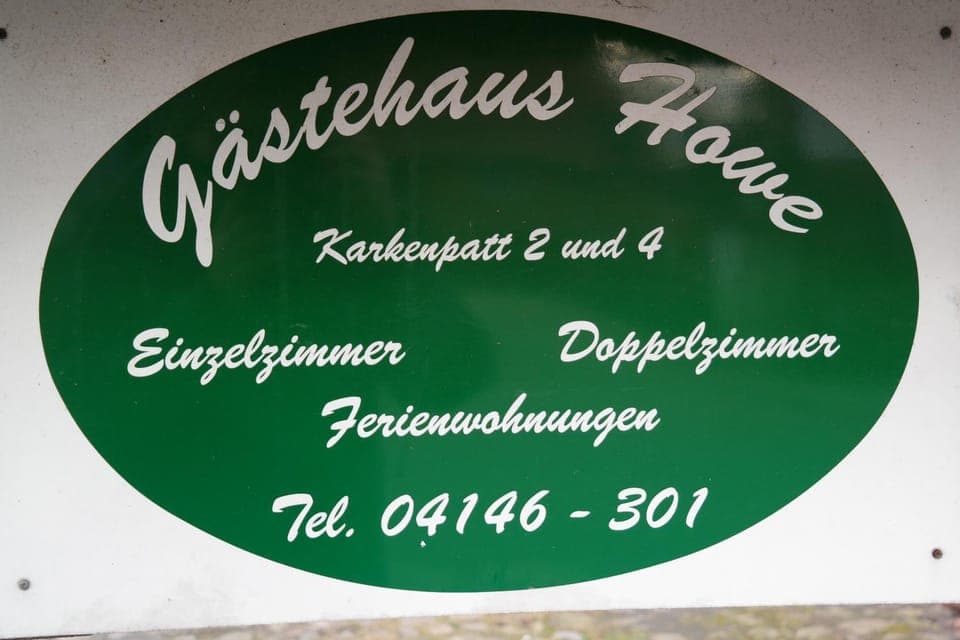 Gästehaus Howe
Karkenpatt 2 und 4
Einzelzimmer Doppelzimmer
Ferienwohnungen
Tel. 04146 - 301